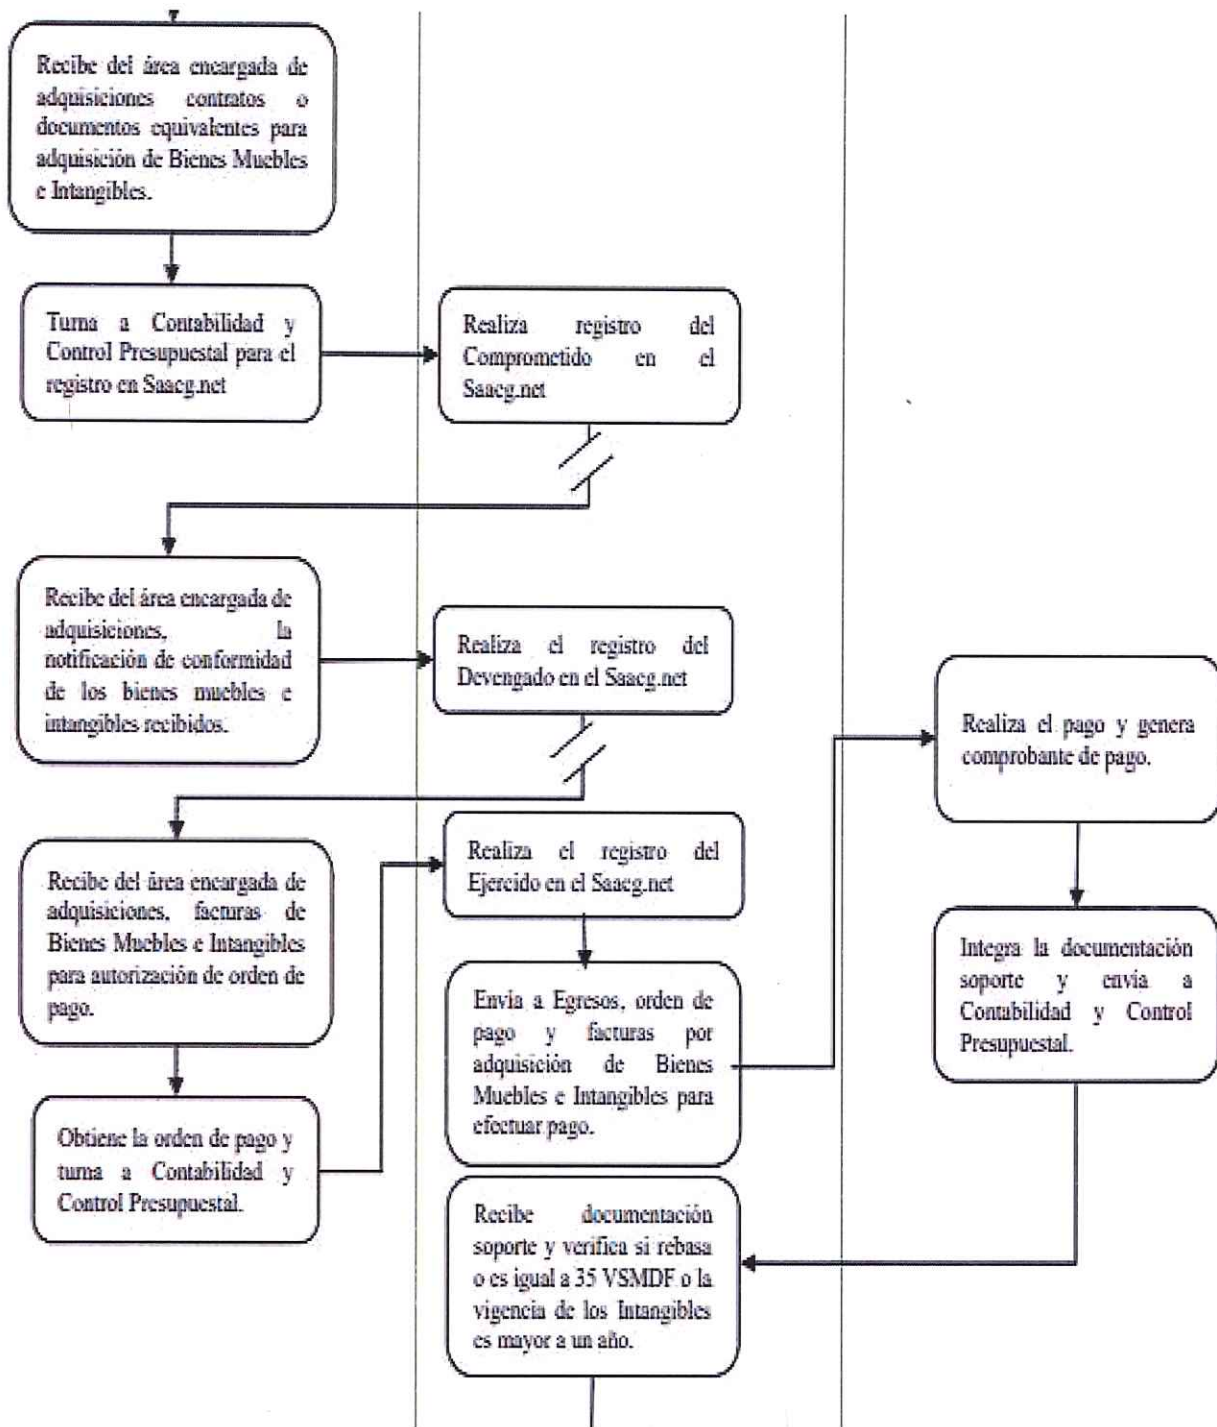 Recibe del área encargada de
adquisiciones contratos o
documentos equivalentes para
adquisición de Bienes Muebles
e Intangibles.
Turna a Contabilidad y
Control Presupuestal para el
registro en Saacg.net
Realiza registro del
Comprometido en el
Saacg.net
Recibe del área encargada de
adquisiciones, la
notificación de conformidad
de los bienes muebles e
intangibles recibidos.
Realiza el registro del
Devengado en el Saacg.net
Recibe del área encargada de
adquisiciones, facturas de
Bienes Muebles e Intangibles
para autorización de orden de
pago.
Obtiene la orden de pago y
turna a Contabilidad y
Control Presupuestal.
Realiza el registro del
Ejercido en el Saacg.net
Envía a Egresos, orden de
pago y facturas por
adquisición de Bienes
Muebles e Intangibles para
efectuar pago.
Realiza el pago y genera
comprobante de pago.
Integra la documentación
soporte y envía a
Contabilidad y Control
Presupuestal.
Recibe documentación
soporte y verifica si rebasa
o es igual a 35 VSMDF o la
vigencia de los Intangibles
es mayor a un año.